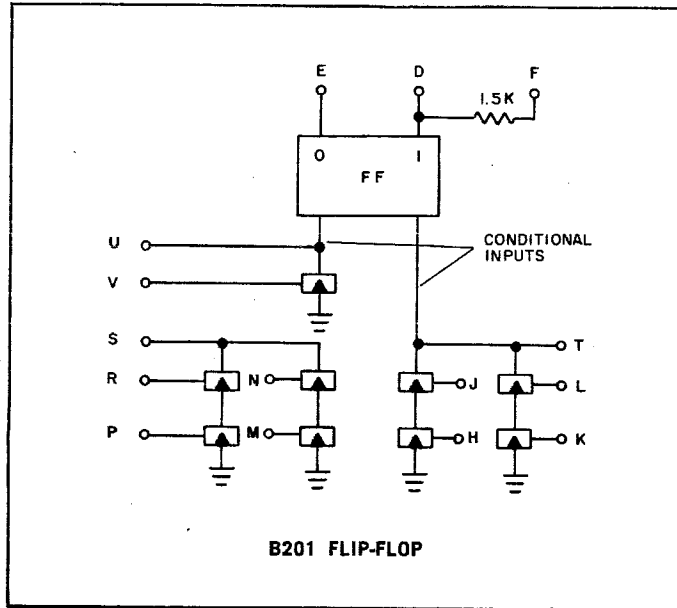 E D F
1.5K
0 1
FF
CONDITIONAL
INPUTS
U
V
S T
R N J L
P M H K
B201 FLIP-FLOP